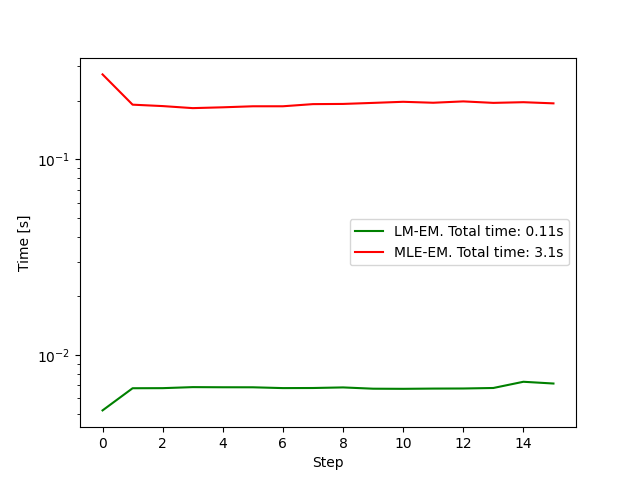 10⁻¹
10⁻²
Time [s]
LM-EM. Total time: 0.11s
MLE-EM. Total time: 3.1s
0 2 4 6 8 10 12 14
Step